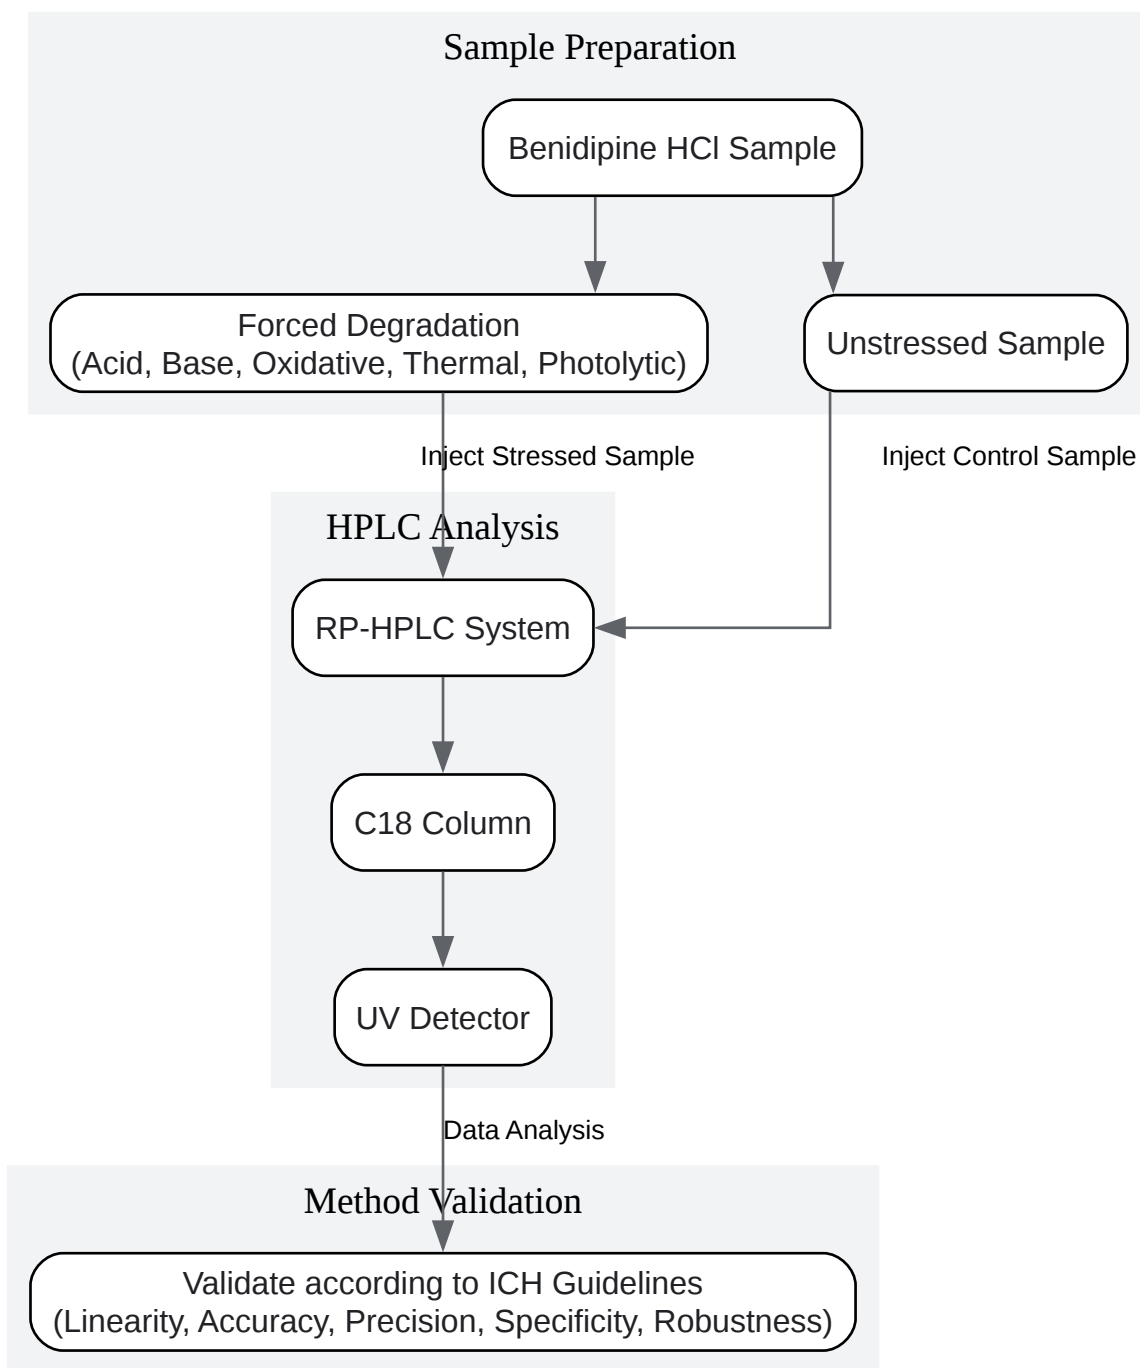 Sample Preparation
Benidipine HCl Sample
Forced Degradation
(Acid, Base, Oxidative, Thermal, Photolytic)
Unstressed Sample
Inject Stressed Sample
Inject Control Sample
HPLC Analysis
RP-HPLC System
C18 Column
UV Detector
Data Analysis
Method Validation
Validate according to ICH Guidelines
(Linearity, Accuracy, Precision, Specificity, Robustness)